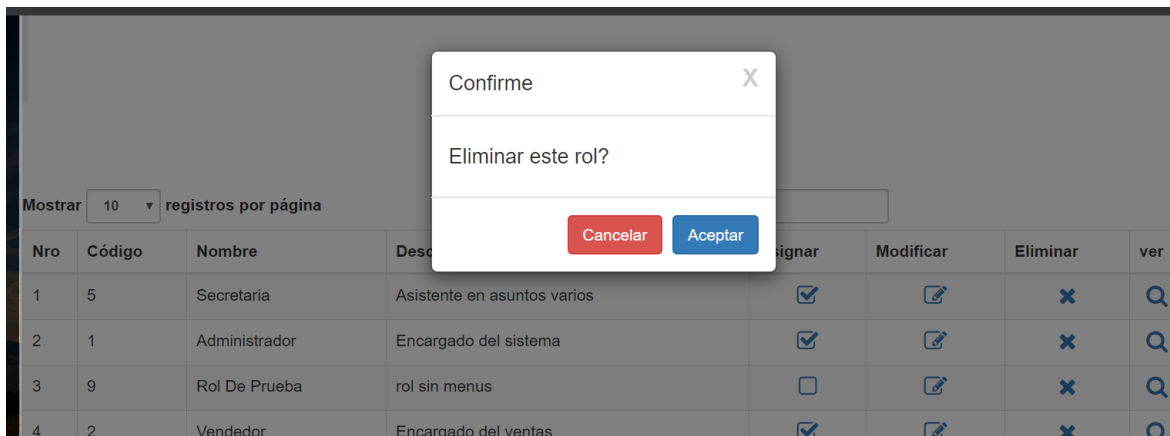 Confirme X
Eliminar este rol?
Cancelar Aceptar
Mostrar 10 registros por página
Nro Código Nombre Desc signar Modificar Eliminar ver
1 5 Secretaria Asistente en asuntos varios
2 1 Administrador Encargado del sistema
3 9 Rol De Prueba rol sin menus
4 2 Vendedor Encargado del ventas